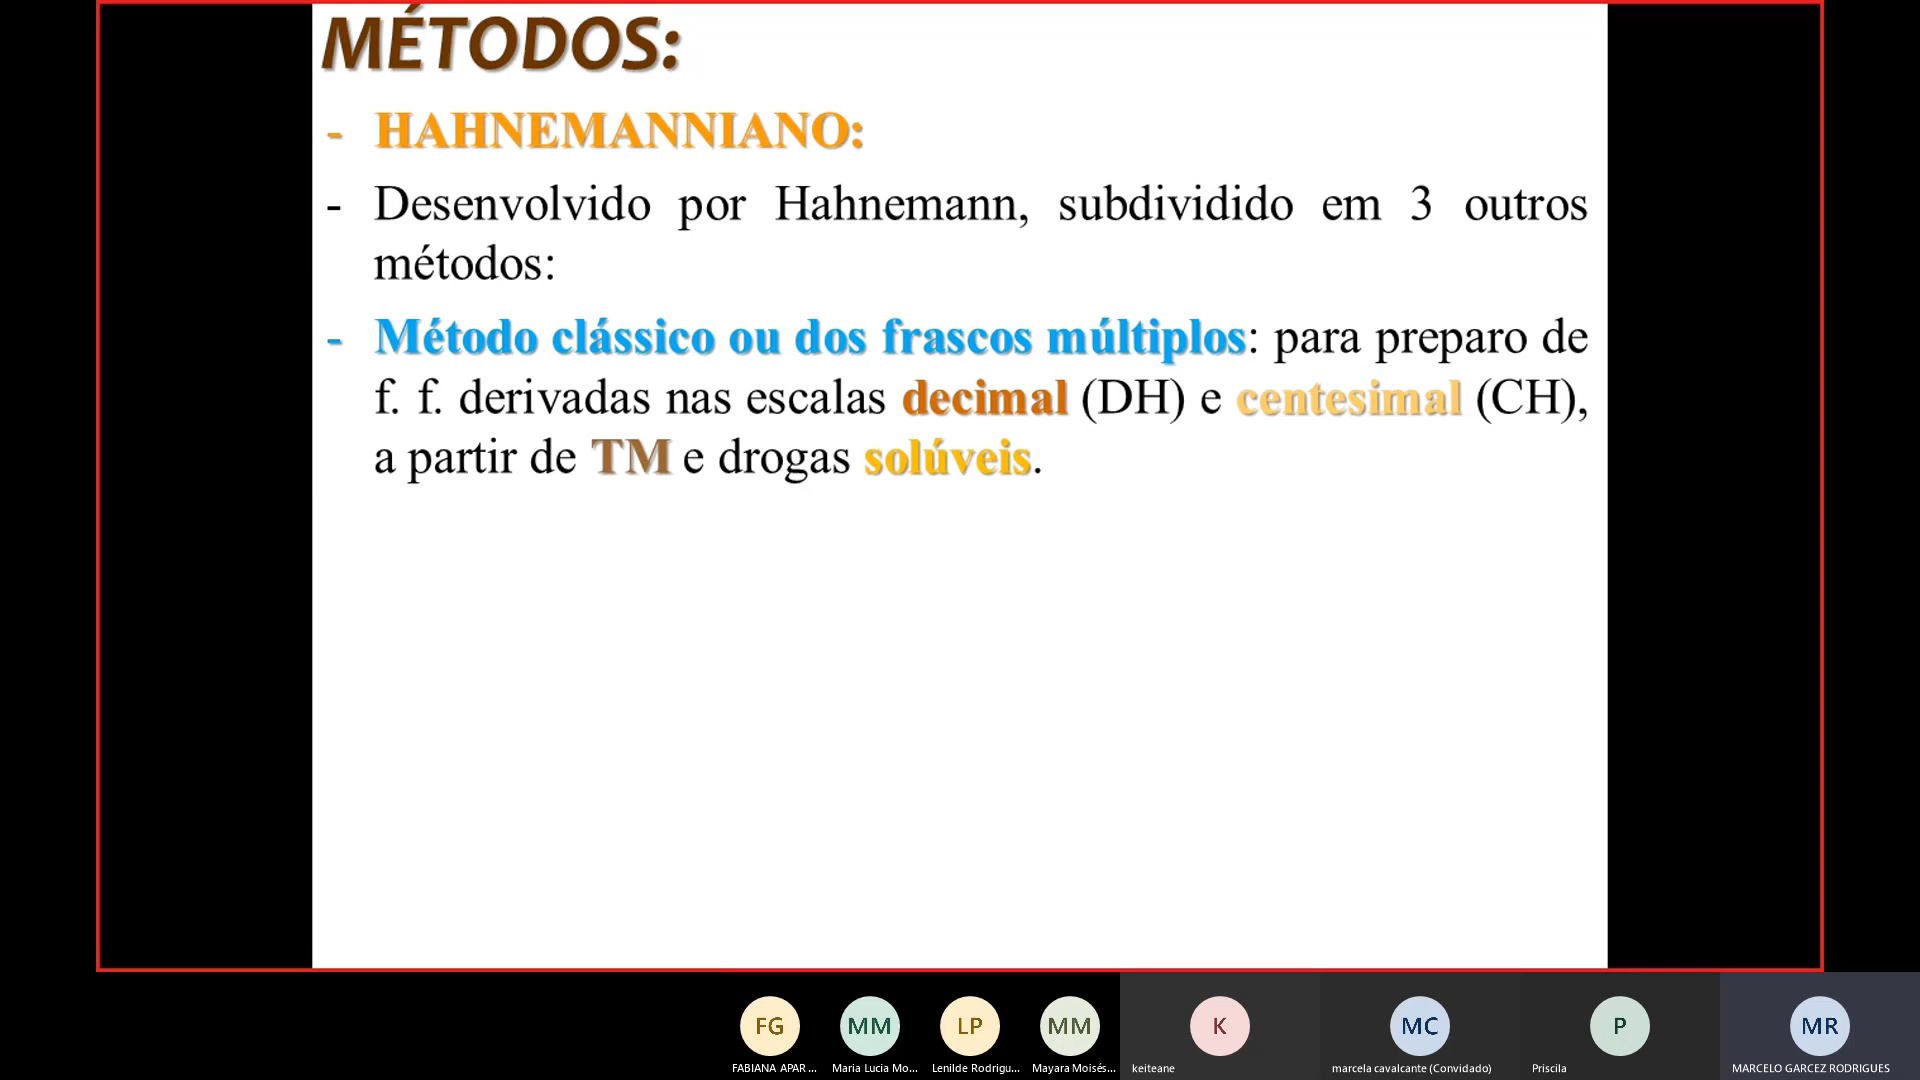 MÉTODOS:
- HAHNEMANNIANO:
- Desenvolvido por Hahnemann, subdividido em 3 outros
métodos:
- Método clássico ou dos frascos múltiplos: para preparo de
f. f. derivadas nas escalas decimal (DH) e centesimal (CH),
a partir de TM e drogas solúveis.
FG MM LP MM K MC P MR
FABIANA APAR... Maria Lucia Mo... Lenilde Rodrigu... Mayara Moisés... keiteane marcela cavalcante (Convidado) Priscila MARCELO GARCEZ RODRIGUES